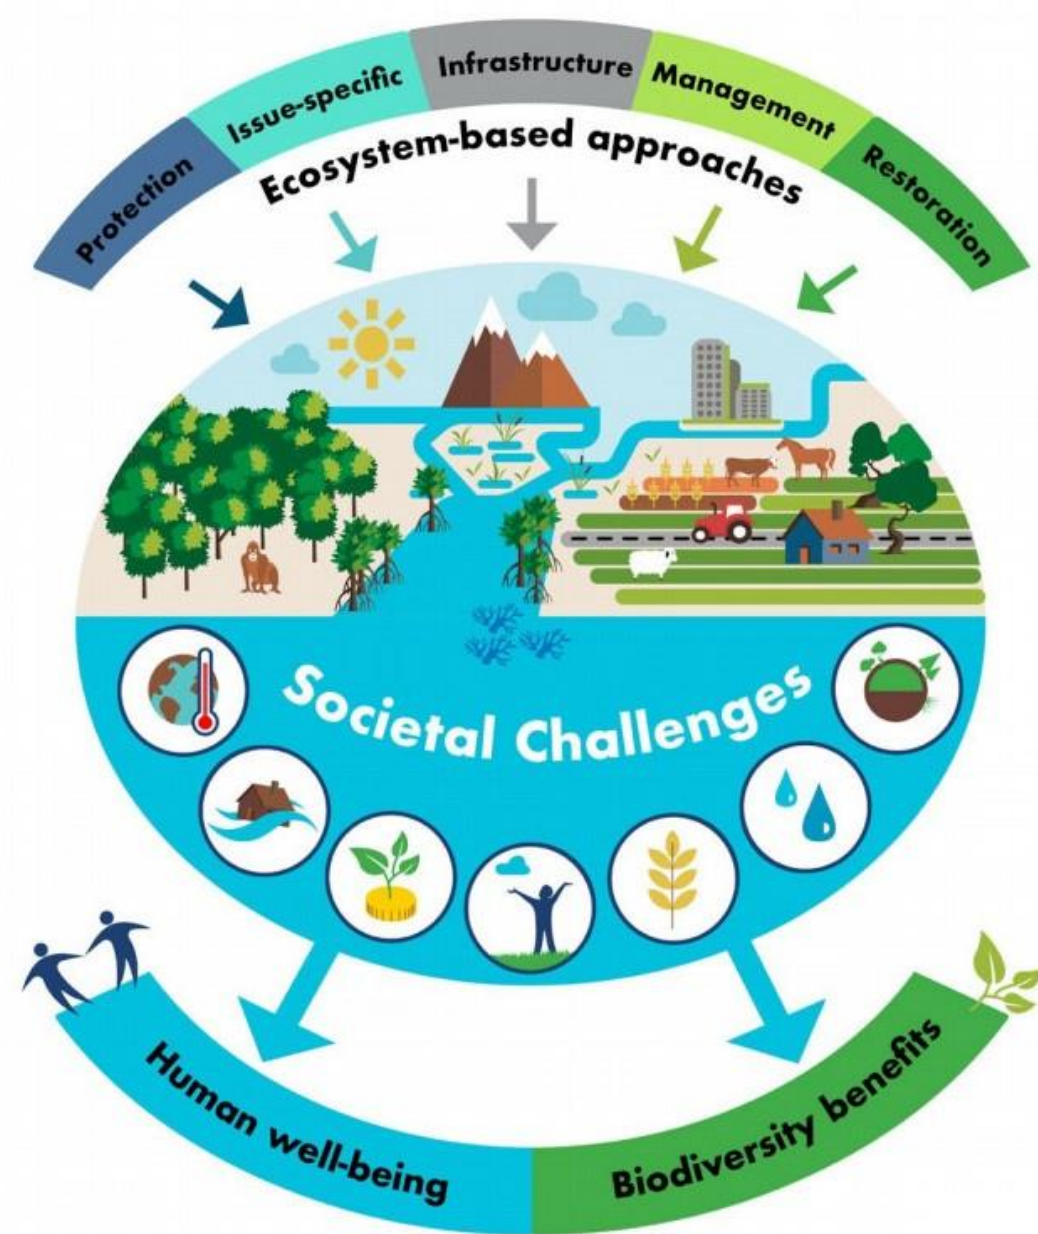 Protection
Issue-specific
Infrastructure
Management
Restoration
Ecosystem-based approaches
Societal Challenges
Human well-being
Biodiversity benefits